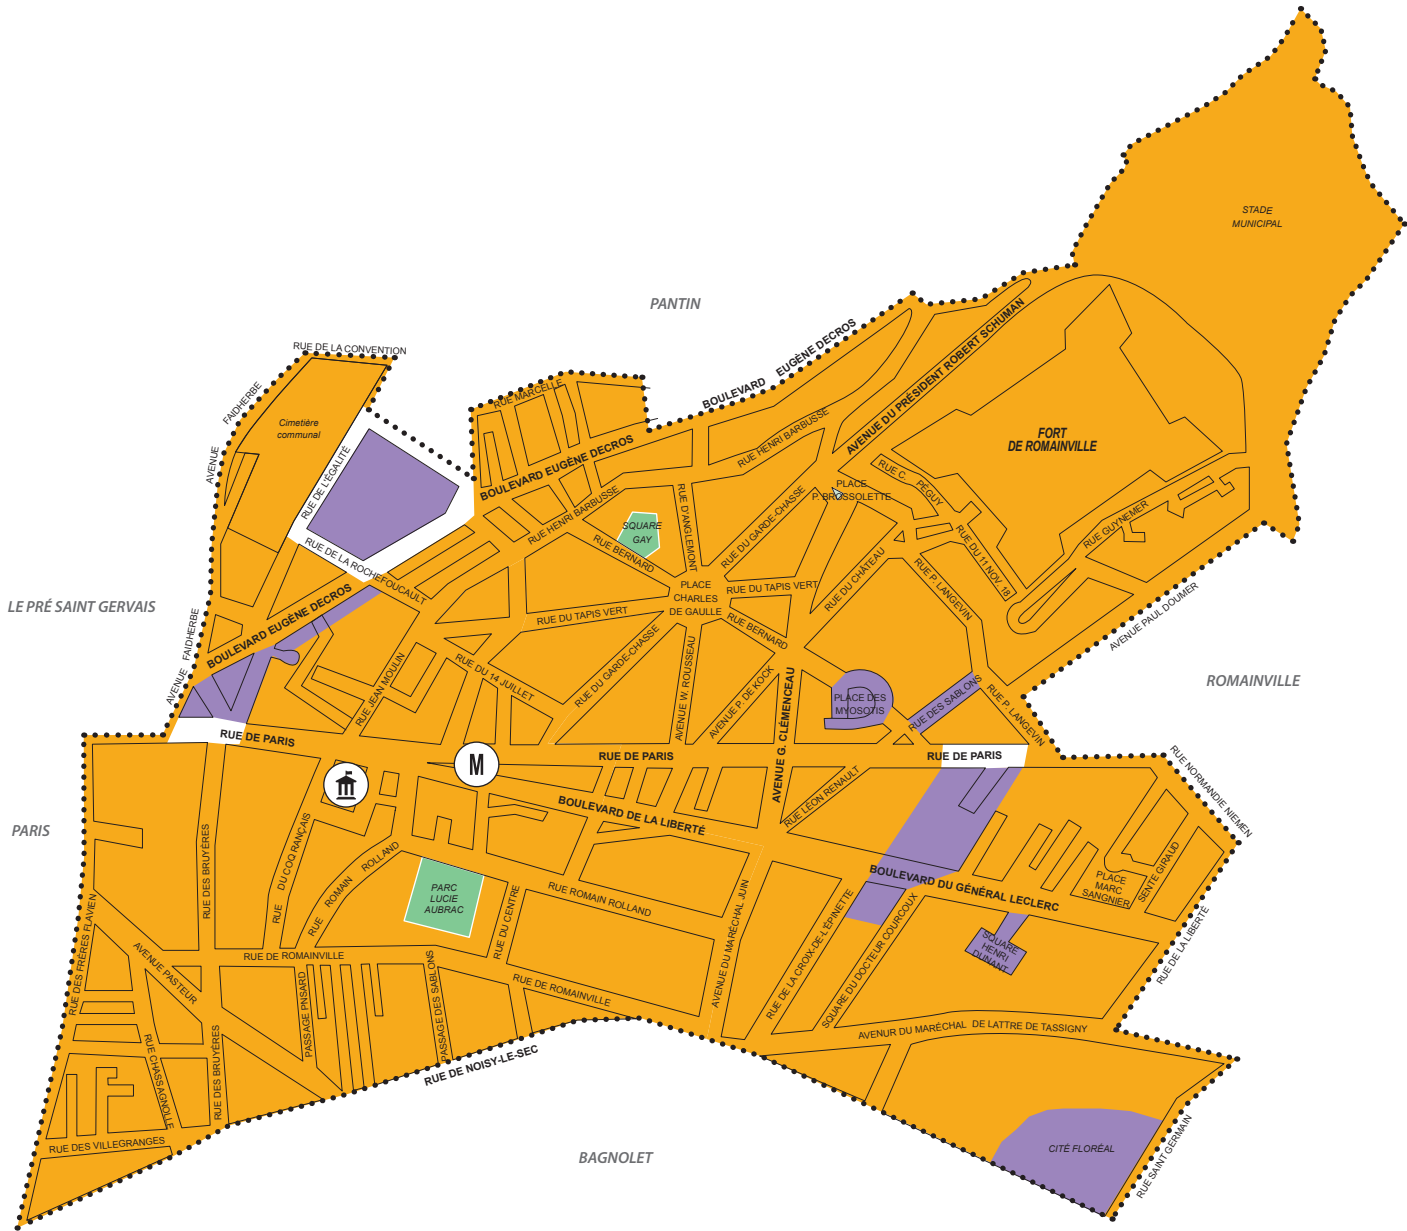 STADE
MUNICIPAL
PANTIN
RUE DE LA CONVENTION
AVENUE FAIDHERBE
Cimetière
communal
RUE DE L'ÉGALITÉ
RUE MARCELLE
BOULEVARD EUGÈNE DECROS
BOULEVARD EUGÈNE DECROS
RUE HENRI BARBUSSE
AVENUE DU PRÉSIDENT ROBERT SCHUMAN
FORT
DE ROMAINVILLE
RUE C. PÉGUY
PLACE
P. BROSSOLETTE
RUE HENRI BARBUSSE
SQUARE
GAY
RUE D'ANGLEMONT
RUE DU GARDE-CHASSE
RUE GUYNEMER
RUE DU 11 NOV. 18
RUE DE LA ROCHEFOUCAULT
RUE BERNARD
RUE DU CHÂTEAU
RUE P. LANGEVIN
PLACE
CHARLES
DE GAULLE
RUE DU TAPIS VERT
RUE DU TAPIS VERT
RUE BERNARD
LE PRÉ SAINT GERVAIS
AVENUE FAIDHERBE
BOULEVARD EUGÈNE DECROS
AVENUE PAUL DOUMER
ROMAINVILLE
RUE JEAN MOULIN
RUE DU 14 JUILLET
RUE DU GARDE-CHASSE
AVENUE W. ROUSSEAU
AVENUE P. DE KOCK
AVENUE G. CLÉMENCEAU
PLACE DES
MYOSOTIS
RUE DES SABLONS
RUE P. LANGEVIN
RUE DE PARIS
RUE DE PARIS
RUE DE PARIS
M
RUE NORMANDIE NIEMEN
PARIS
RUE DES BRUYÈRES
RUE DU COQ FRANÇAIS
RUE ROMAIN ROLLAND
BOULEVARD DE LA LIBERTÉ
RUE LÉON RENAULT
PARC
LUCIE
AUBRAC
RUE DU CENTRE
RUE ROMAIN ROLLAND
AVENUE DU MARÉCHAL JUIN
RUE DE LA CROIX-DE-L'ÉPINETTE
SQUARE DU DOCTEUR COURCOUX
BOULEVARD DU GÉNÉRAL LECLERC
PLACE
MARC
SANGNIER
SENTE GIRAUD
SQUARE
HENRI
DUNANT
RUE DE LA LIBERTÉ
RUE DES FRÈRES FLAVIEN
AVENUE PASTEUR
RUE DE ROMAINVILLE
RUE DE ROMAINVILLE
PASSAGE PNSARD
PASSAGE DES SABLONS
RUE CHASSAGNOLLE
RUE DES BRUYÈRES
AVENUR DU MARÉCHAL DE LATTRE DE TASSIGNY
RUE DE NOISY-LE-SEC
RUE DES VILLEGRANGES
BAGNOLET
CITÉ FLORÉAL
RUE SAINT GERMAIN